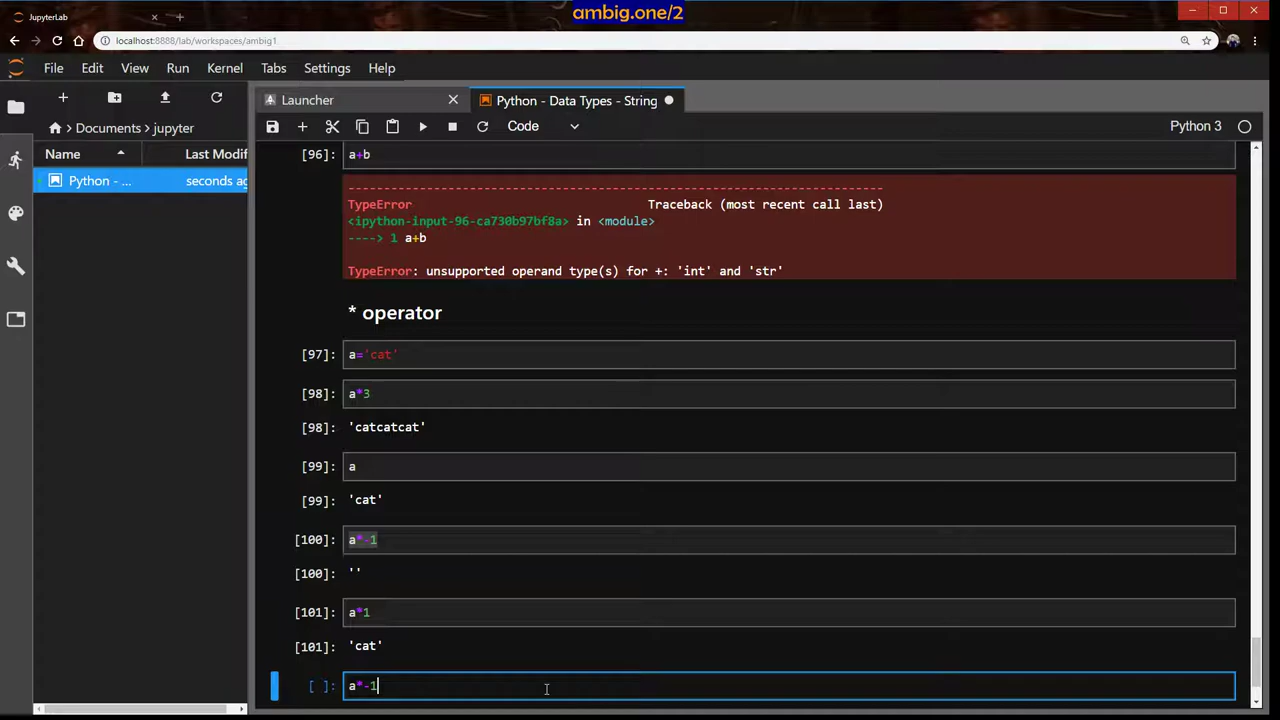 JupyterLab
ambig.one/2
localhost:8888/lab/workspaces/ambig1
File Edit View Run Kernel Tabs Settings Help
Launcher
Python - Data Types - String
Documents jupyter
Code
Python 3
Name
Last Modif
Python - ...
seconds ag
[96]: a+b
---------------------------------------------------------------------------
TypeError Traceback (most recent call last)
<ipython-input-96-ca730b97bf8a> in <module>
----> 1 a+b
TypeError: unsupported operand type(s) for +: 'int' and 'str'
* operator
[97]: a='cat'
[98]: a*3
[98]: 'catcatcat'
[99]: a
[99]: 'cat'
[100]: a*-1
[100]: ''
[101]: a*1
[101]: 'cat'
[ ]: a*-1